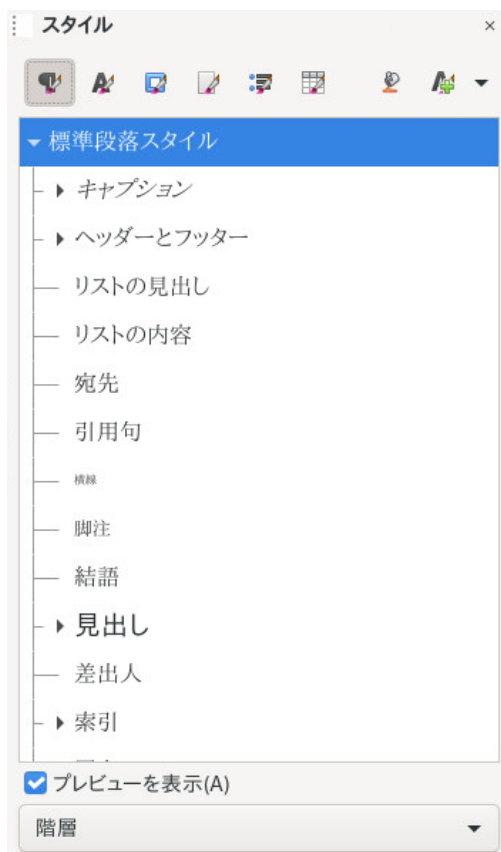 スタイル
標準段落スタイル
キャプション
ヘッダーとフッター
リストの見出し
リストの内容
宛先
引用句
横線
脚注
結語
見出し
差出人
索引
プレビューを表示(A)
階層